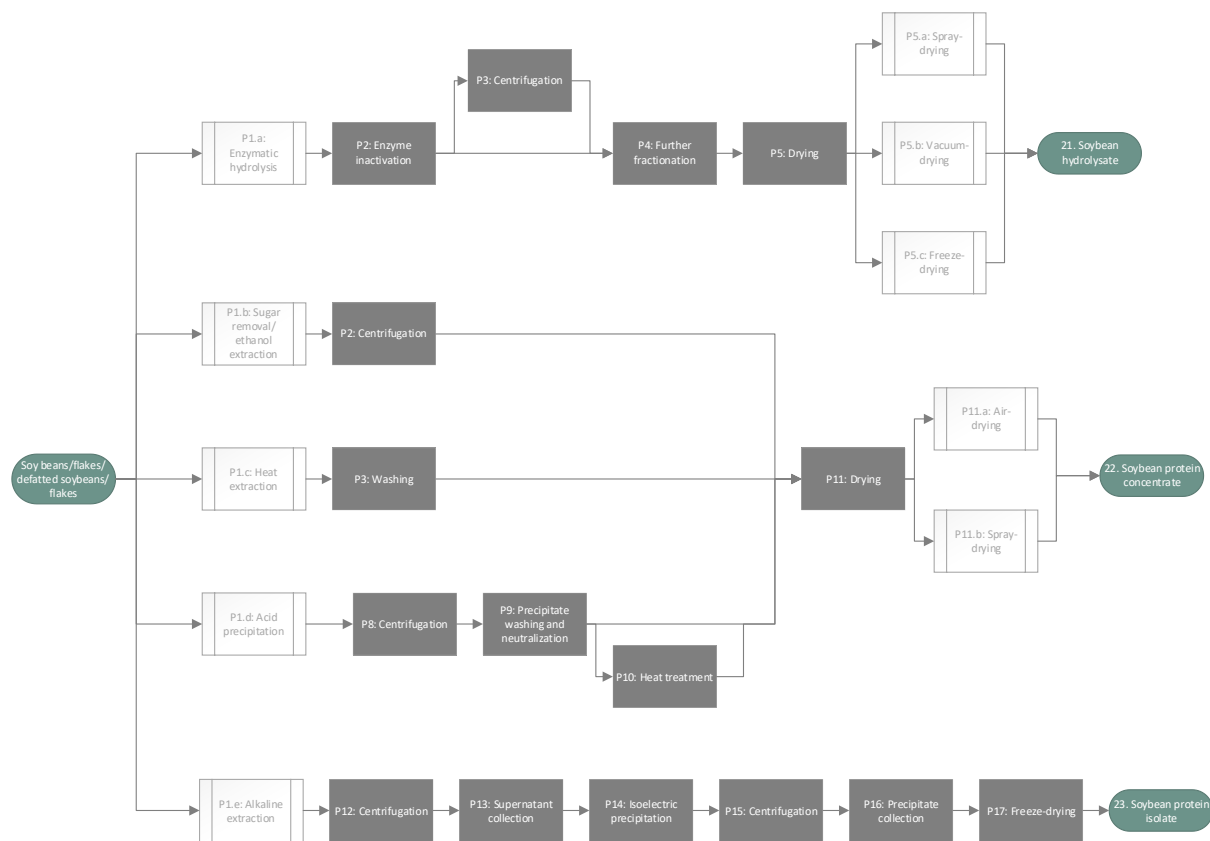 P5.a: Spray-
drying
P3: Centrifugation
P1.a:
Enzymatic
hydrolysis
P2: Enzyme
inactivation
P4: Further
fractionation
P5: Drying
P5.b: Vacuum-
drying
21. Soybean
hydrolysate
P5.c: Freeze-
drying
P1.b: Sugar
removal/
ethanol
extraction
P2: Centrifugation
P11.a: Air-
drying
Soy beans/flakes/
defatted soybeans/
flakes
P1.c: Heat
extraction
P3: Washing
P11: Drying
22. Soybean protein
concentrate
P11.b: Spray-
drying
P1.d: Acid
precipitation
P8: Centrifugation
P9: Precipitate
washing and
neutralization
P10: Heat treatment
P1.e: Alkaline
extraction
P12: Centrifugation
P13: Supernatant
collection
P14: Isoelectric
precipitation
P15: Centrifugation
P16: Precipitate
collection
P17: Freeze-drying
23. Soybean protein
isolate